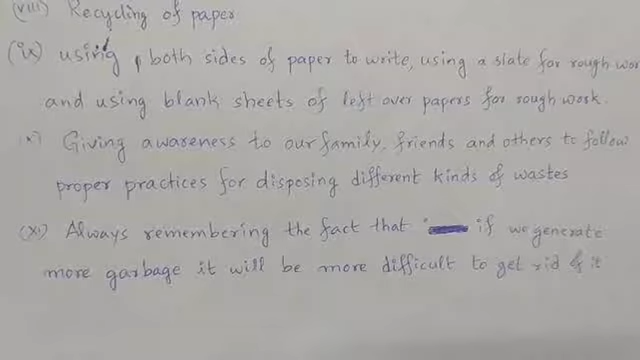 (viii) Recycling of paper
(ix) using both sides of paper to write, using a slate for rough work
and using blank sheets of left over papers for rough work.
(x) Giving awareness to our family, friends and others to follow
proper practices for disposing different kinds of wastes
(xi) Always remembering the fact that if we generate
more garbage it will be more difficult to get rid of it